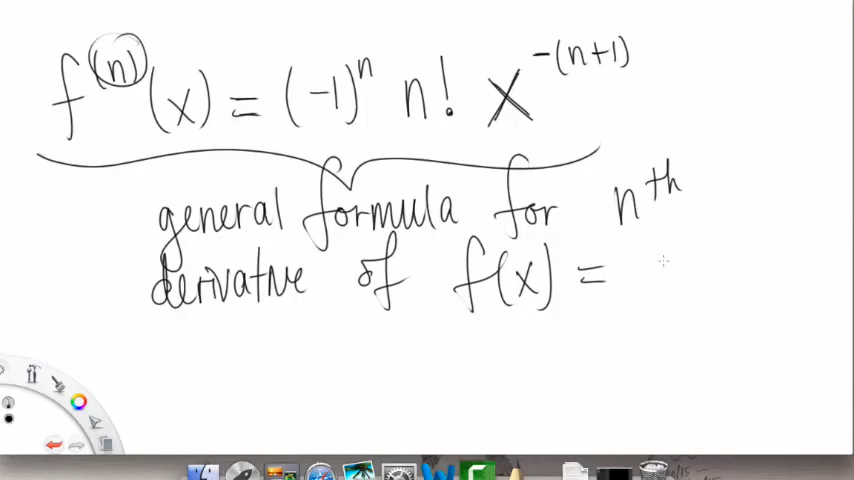 f^(n) (x) = (-1)^n n! x^-(n+1)
general formula for n^th
derivative of f(x) =